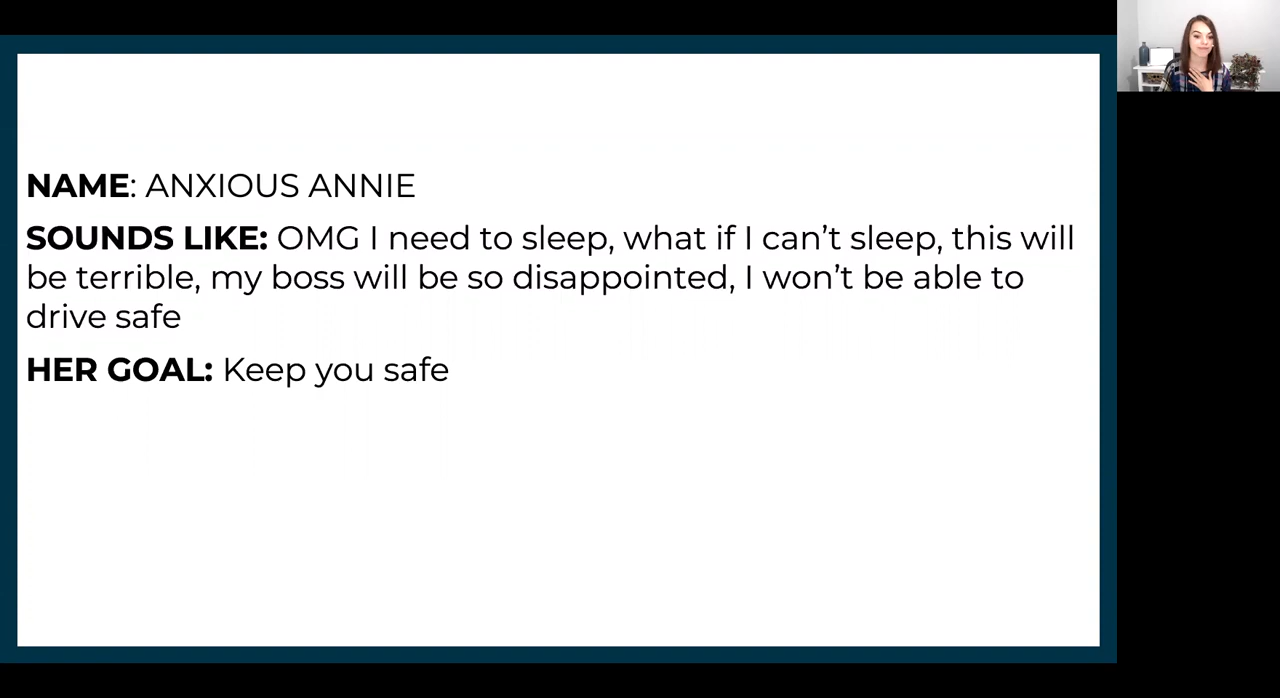 NAME: ANXIOUS ANNIE
SOUNDS LIKE: OMG I need to sleep, what if I can’t sleep, this will
be terrible, my boss will be so disappointed, I won’t be able to
drive safe
HER GOAL: Keep you safe